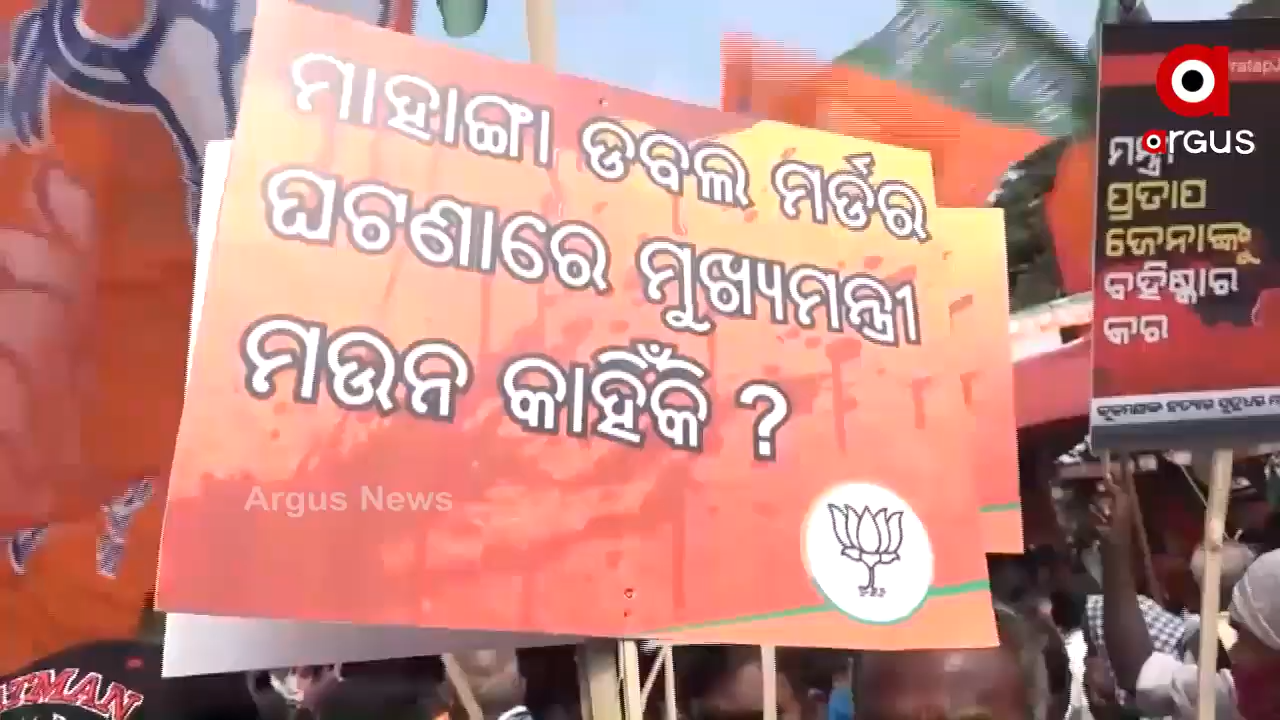 ମାହାଙ୍ଗା ଡବଲ ମର୍ଡର
ଘଟଣାରେ ମୁଖ୍ୟମନ୍ତ୍ରୀ
ମଉନ କାହିଁକି ?
Argus News
argus
ମନ୍ତ୍ରୀ
ପ୍ରତାପ
ଜେନାଙ୍କୁ
ବହିଷ୍କାର
କର